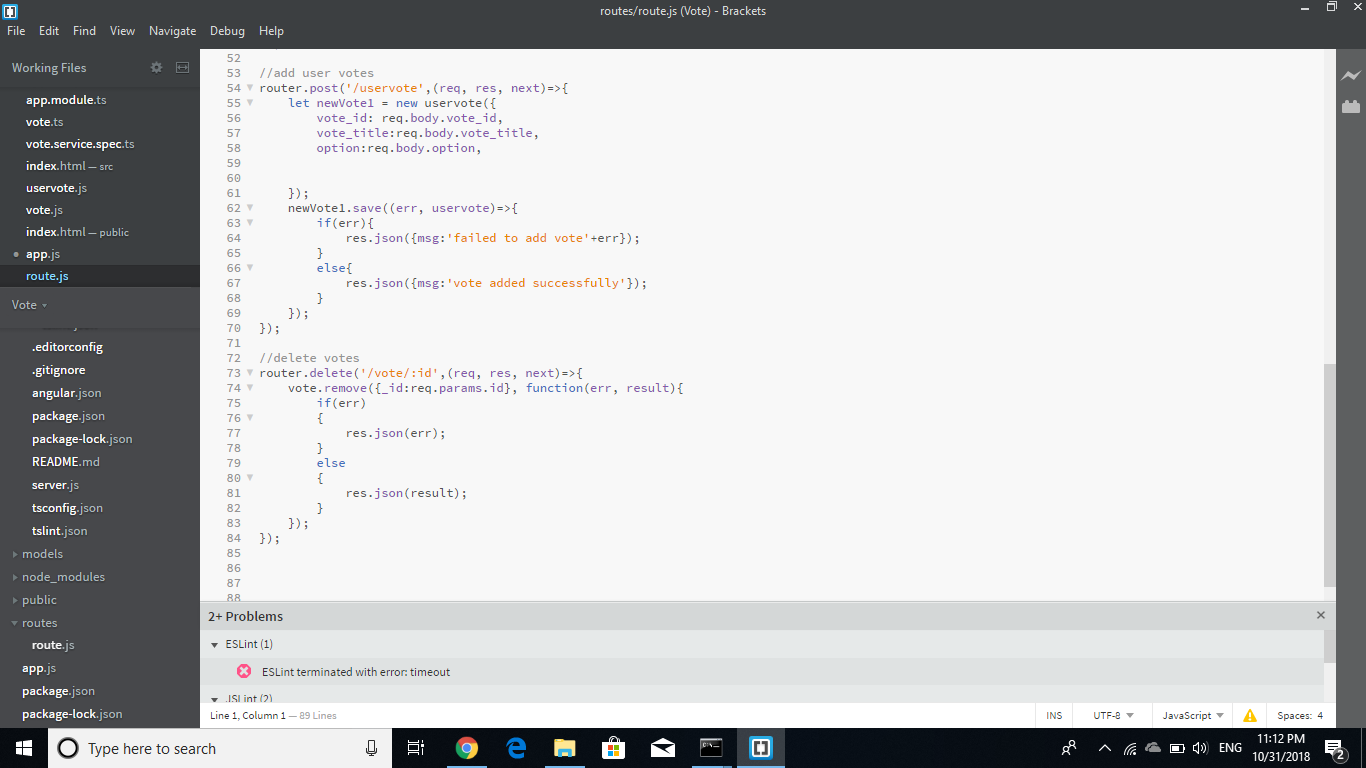 routes/route.js (Vote) - Brackets
File Edit Find View Navigate Debug Help
Working Files
app.module.ts
vote.ts
vote.service.spec.ts
index.html — src
uservote.js
vote.js
index.html — public
app.js
route.js
Vote
.editorconfig
.gitignore
angular.json
package.json
package-lock.json
README.md
server.js
tsconfig.json
tslint.json
models
node_modules
public
routes
route.js
app.js
package.json
package-lock.json
52
53 //add user votes
54 router.post('/uservote',(req, res, next)=>{
55 let newVote1 = new uservote({
56 vote_id: req.body.vote_id,
57 vote_title:req.body.vote_title,
58 option:req.body.option,
59
60
61 });
62 newVote1.save((err, uservote)=>{
63 if(err){
64 res.json({msg:'failed to add vote'+err});
65 }
66 else{
67 res.json({msg:'vote added successfully'});
68 }
69 });
70 });
71
72 //delete votes
73 router.delete('/vote/:id',(req, res, next)=>{
74 vote.remove({_id:req.params.id}, function(err, result){
75 if(err)
76 {
77 res.json(err);
78 }
79 else
80 {
81 res.json(result);
82 }
83 });
84 });
85
86
87
88
2+ Problems
ESLint (1)
ESLint terminated with error: timeout
JSLint (2)
Line 1, Column 1 — 89 Lines
INS UTF-8 JavaScript Spaces: 4
Type here to search
ENG
11:12 PM
10/31/2018
2